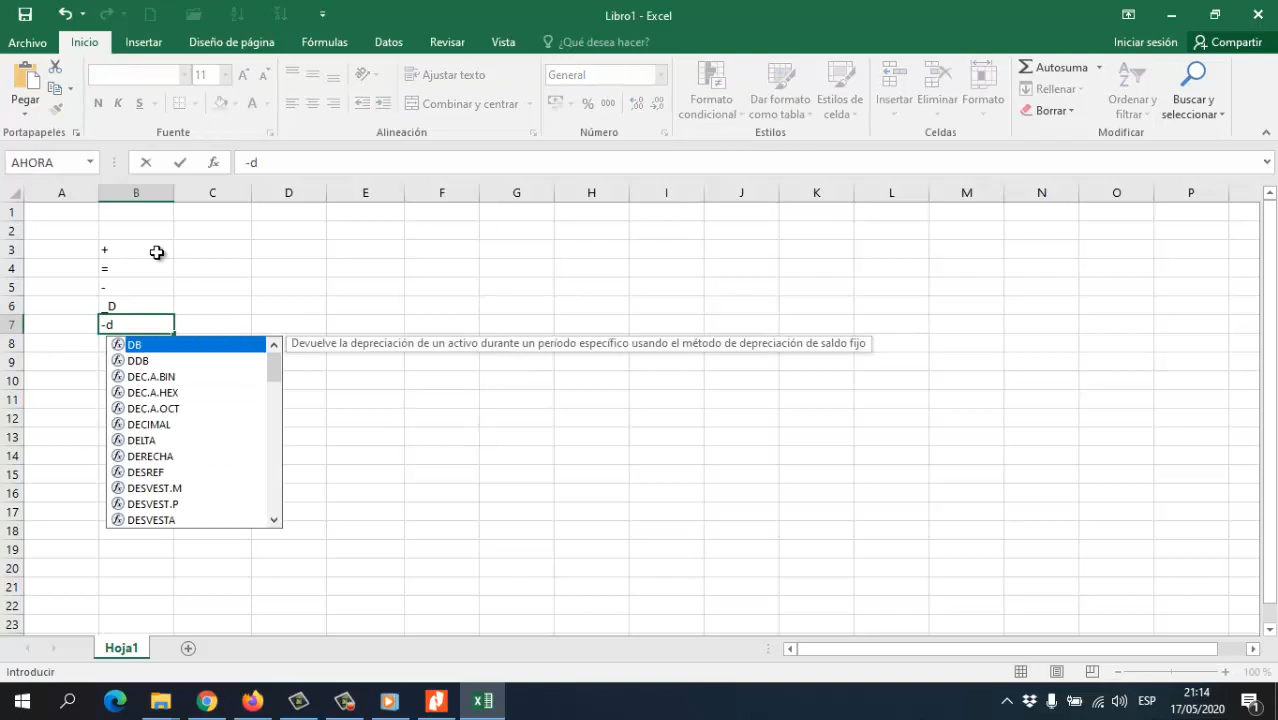 Libro1 - Excel
Archivo Inicio Insertar Diseño de página Fórmulas Datos Revisar Vista ¿Qué desea hacer? Iniciar sesión Compartir
Pegar
Portapapeles
11
N K S
Fuente
Ajustar texto
Combinar y centrar
Alineación
General
% 000
Número
Formato condicional
Dar formato como tabla
Estilos de celda
Estilos
Insertar Eliminar Formato
Celdas
Autosuma
Rellenar
Borrar
Ordenar y filtrar
Buscar y seleccionar
Modificar
AHORA fx -d
A B C D E F G H I J K L M N O P
1
2
3 +
4 =
5 -
6 _D
7 -d
8
9
10
11
12
13
14
15
16
17
18
19
20
21
22
23
DB Devuelve la depreciación de un activo durante un período específico usando el método de depreciación de saldo fijo
DDB
DEC.A.BIN
DEC.A.HEX
DEC.A.OCT
DECIMAL
DELTA
DERECHA
DESREF
DESVEST.M
DESVEST.P
DESVESTA
Hoja1
Introducir 100 %
ESP 21:14
17/05/2020